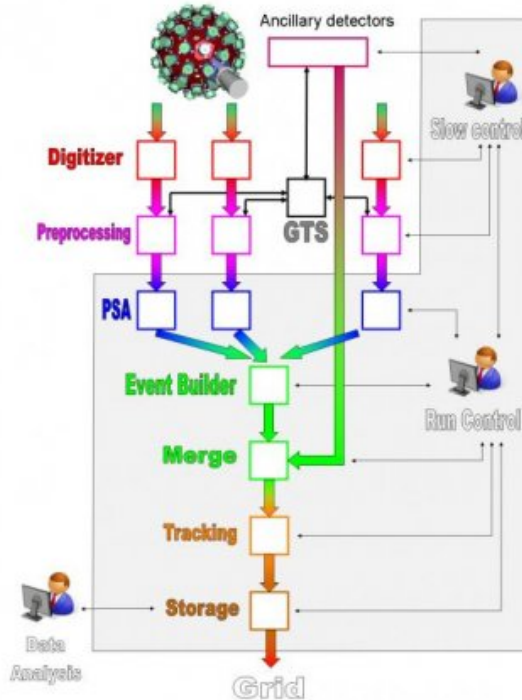 Ancillary detectors
Slow control
Digitizer
Preprocessing
GTS
PSA
Event Builder
Run Control
Merge
Tracking
Storage
Data
Analysis
Grid